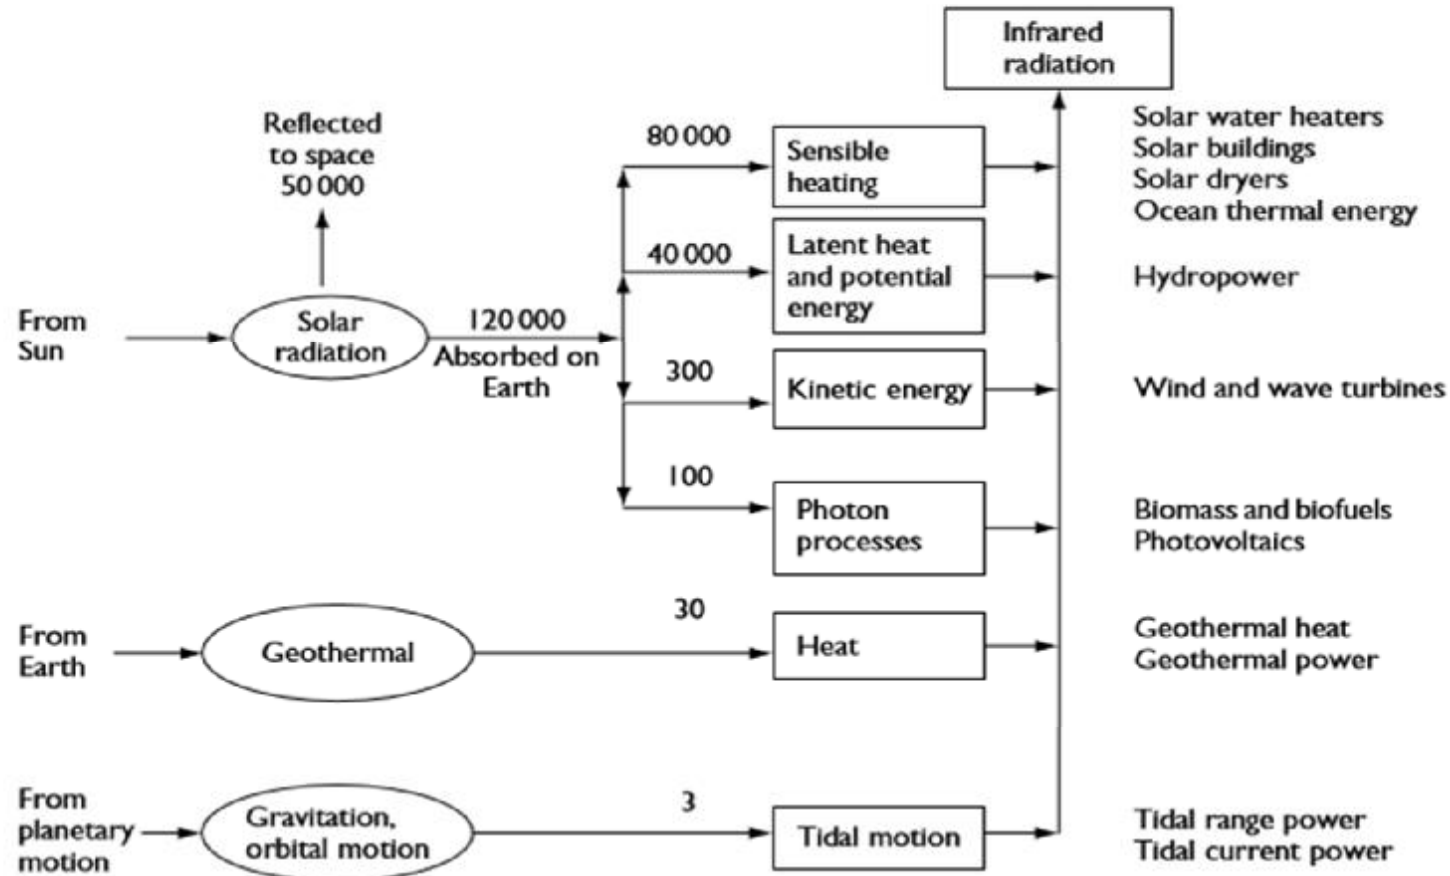 Infrared
radiation
Reflected
to space
50 000
80 000
Sensible
heating
Solar water heaters
Solar buildings
Solar dryers
Ocean thermal energy
40 000
Latent heat
and potential
energy
Hydropower
From
Sun
Solar
radiation
120 000
Absorbed on
Earth
300
Kinetic energy
Wind and wave turbines
100
Photon
processes
Biomass and biofuels
Photovoltaics
From
Earth
Geothermal
30
Heat
Geothermal heat
Geothermal power
From
planetary
motion
Gravitation,
orbital motion
3
Tidal motion
Tidal range power
Tidal current power